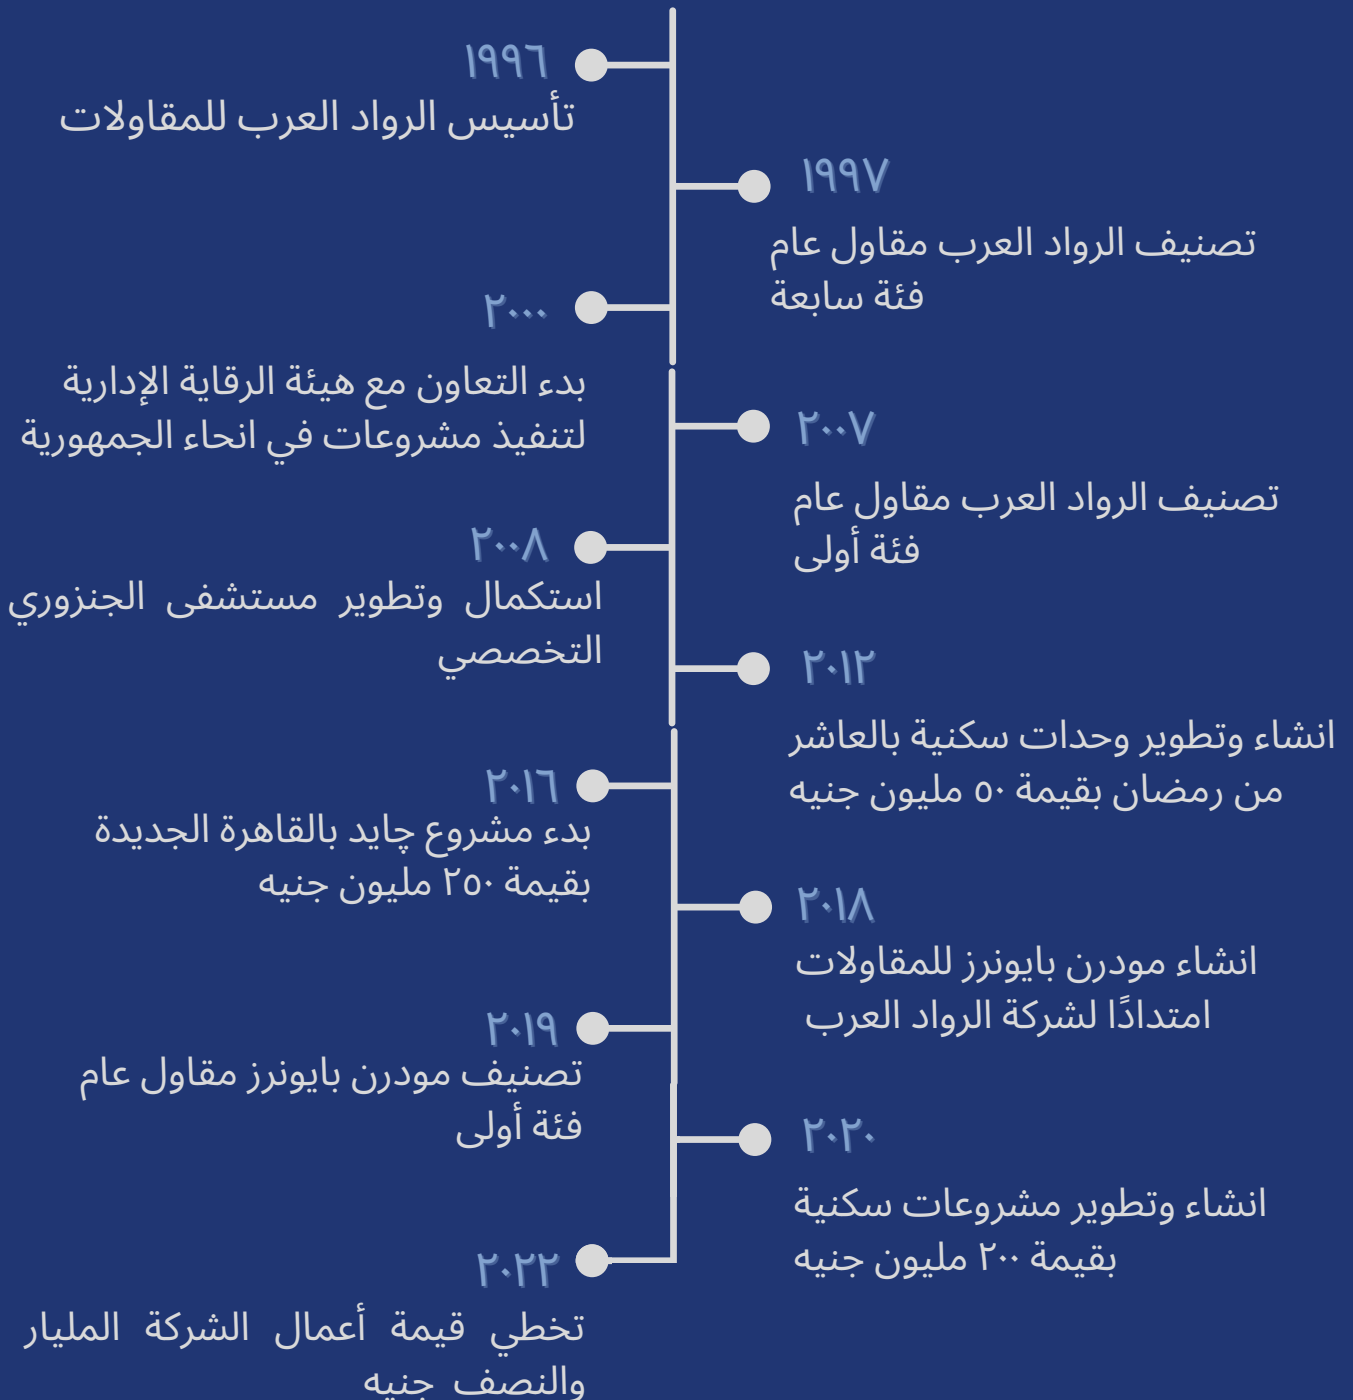 ١٩٩٦
تأسيس الرواد العرب للمقاولات
١٩٩٧
تصنيف الرواد العرب مقاول عام
فئة سابعة
٢٠٠٠
بدء التعاون مع هيئة الرقاية الإدارية
لتنفيذ مشروعات في انحاء الجمهورية
٢٠٠٧
تصنيف الرواد العرب مقاول عام
فئة أولى
٢٠٠٨
استكمال وتطوير مستشفى الجنزوري
التخصصي
٢٠١٢
انشاء وتطوير وحدات سكنية بالعاشر
من رمضان بقيمة ٥٠ مليون جنيه
٢٠١٦
بدء مشروع چايد بالقاهرة الجديدة
بقيمة ٢٥٠ مليون جنيه
٢٠١٨
انشاء مودرن بايونرز للمقاولات
امتدادًا لشركة الرواد العرب
٢٠١٩
تصنيف مودرن بايونرز مقاول عام
فئة أولى
٢٠٢٠
انشاء وتطوير مشروعات سكنية
بقيمة ٢٠٠ مليون جنيه
٢٠٢٢
تخطي قيمة أعمال الشركة المليار
والنصف جنيه